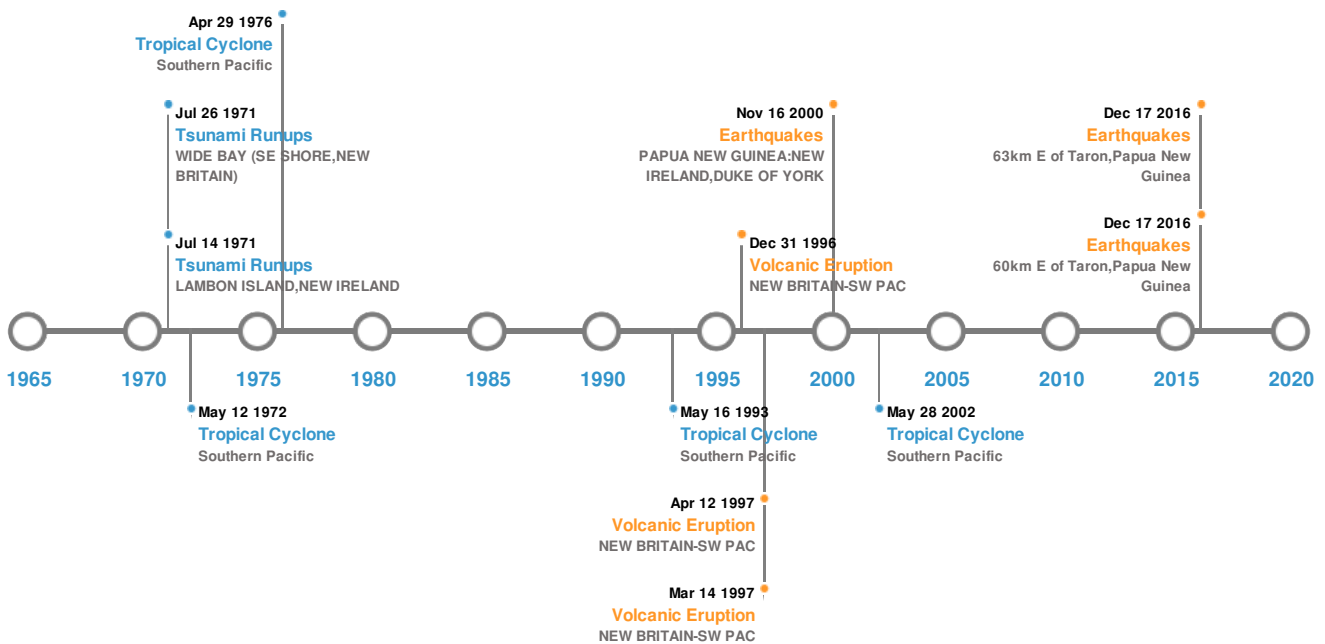 Apr 29 1976
Tropical Cyclone
Southern Pacific
Jul 26 1971
Tsunami Runups
WIDE BAY (SE SHORE,NEW
BRITAIN)
Nov 16 2000
Earthquakes
PAPUA NEW GUINEA:NEW
IRELAND,DUKE OF YORK
Dec 17 2016
Earthquakes
63km E of Taron,Papua New
Guinea
Jul 14 1971
Tsunami Runups
LAMBON ISLAND,NEW IRELAND
Dec 31 1996
Volcanic Eruption
NEW BRITAIN-SW PAC
Dec 17 2016
Earthquakes
60km E of Taron,Papua New
Guinea
1965 1970 1975 1980 1985 1990 1995 2000 2005 2010 2015 2020
May 12 1972
Tropical Cyclone
Southern Pacific
May 16 1993
Tropical Cyclone
Southern Pacific
May 28 2002
Tropical Cyclone
Southern Pacific
Apr 12 1997
Volcanic Eruption
NEW BRITAIN-SW PAC
Mar 14 1997
Volcanic Eruption
NEW BRITAIN-SW PAC